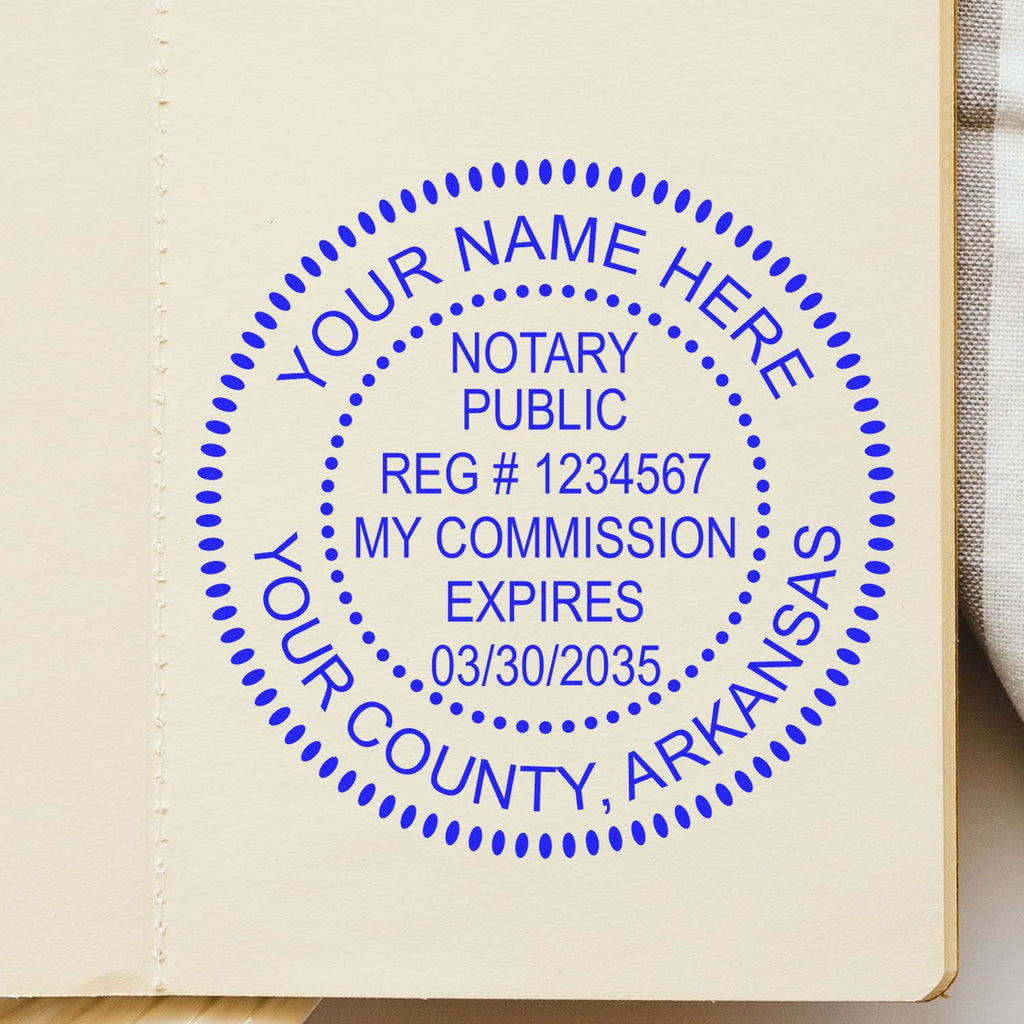 YOUR NAME HERE
NOTARY
PUBLIC
REG # 1234567
MY COMMISSION
EXPIRES
03/30/2035
YOUR COUNTY, ARKANSAS